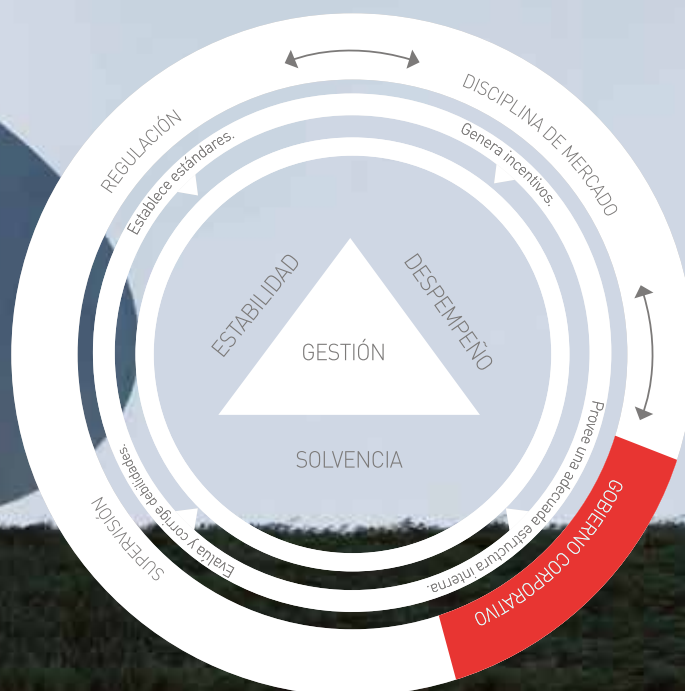 REGULACIÓN
DISCIPLINA DE MERCADO
Establece estándares.
Genera incentivos.
ESTABILIDAD
DESPEMPEÑO
GESTIÓN
SOLVENCIA
Evalúa y corrige debilidades.
Provee una adecuada estructura interna.
SUPERVISIÓN
GOBIERNO CORPORATIVO